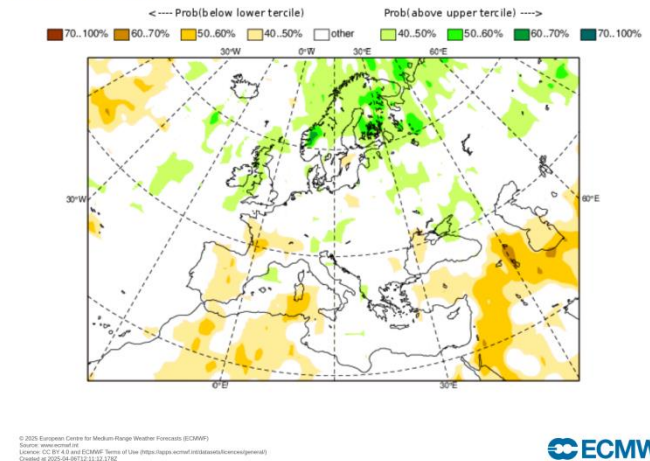 <---- Prob(below lower tercile)
Prob(above upper tercile) ---->
70..100%
60..70%
50..60%
40..50%
other
40..50%
50..60%
60..70%
70..100%
30°W
0°W
30°E
60°E
30°W
60°E
0°E
30°E
© 2025 European Centre for Medium-Range Weather Forecasts (ECMWF)
Source: www.ecmwf.int
Licence: CC BY 4.0 and ECMWF Terms of Use (https://apps.ecmwf.int/datasets/licences/general/)
Created at 2025-04-06T12:11:12.178Z
ECMW